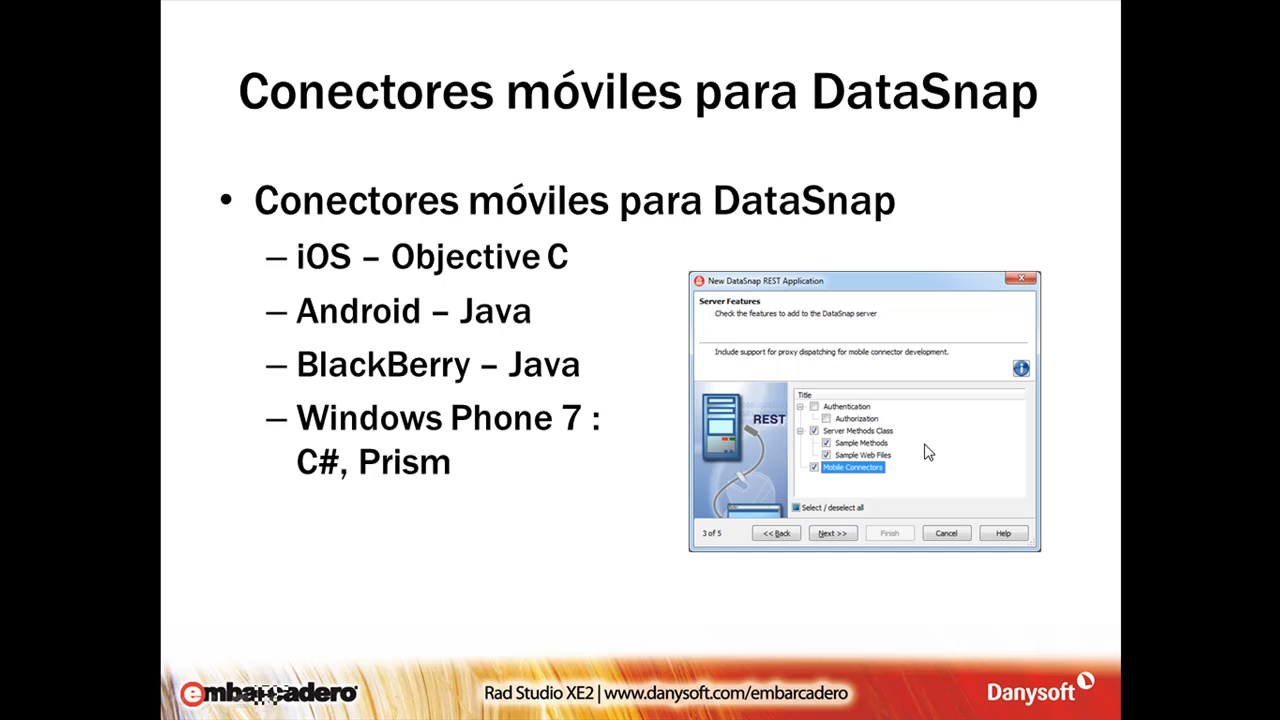 Conectores móviles para DataSnap
• Conectores móviles para DataSnap
– iOS – Objective C
– Android – Java
– BlackBerry – Java
– Windows Phone 7 :
C#, Prism
New DataSnap REST Application
Server Features
Check the features to add to the DataSnap server
Include support for proxy dispatching for mobile connector development.
REST
Title
Authentication
Authorization
Server Methods Class
Sample Methods
Sample Web Files
Mobile Connectors
Select / deselect all
3 of 5
<< Back
Next >>
Finish
Cancel
Help
embarcadero
Rad Studio XE2 | www.danysoft.com/embarcadero
Danysoft